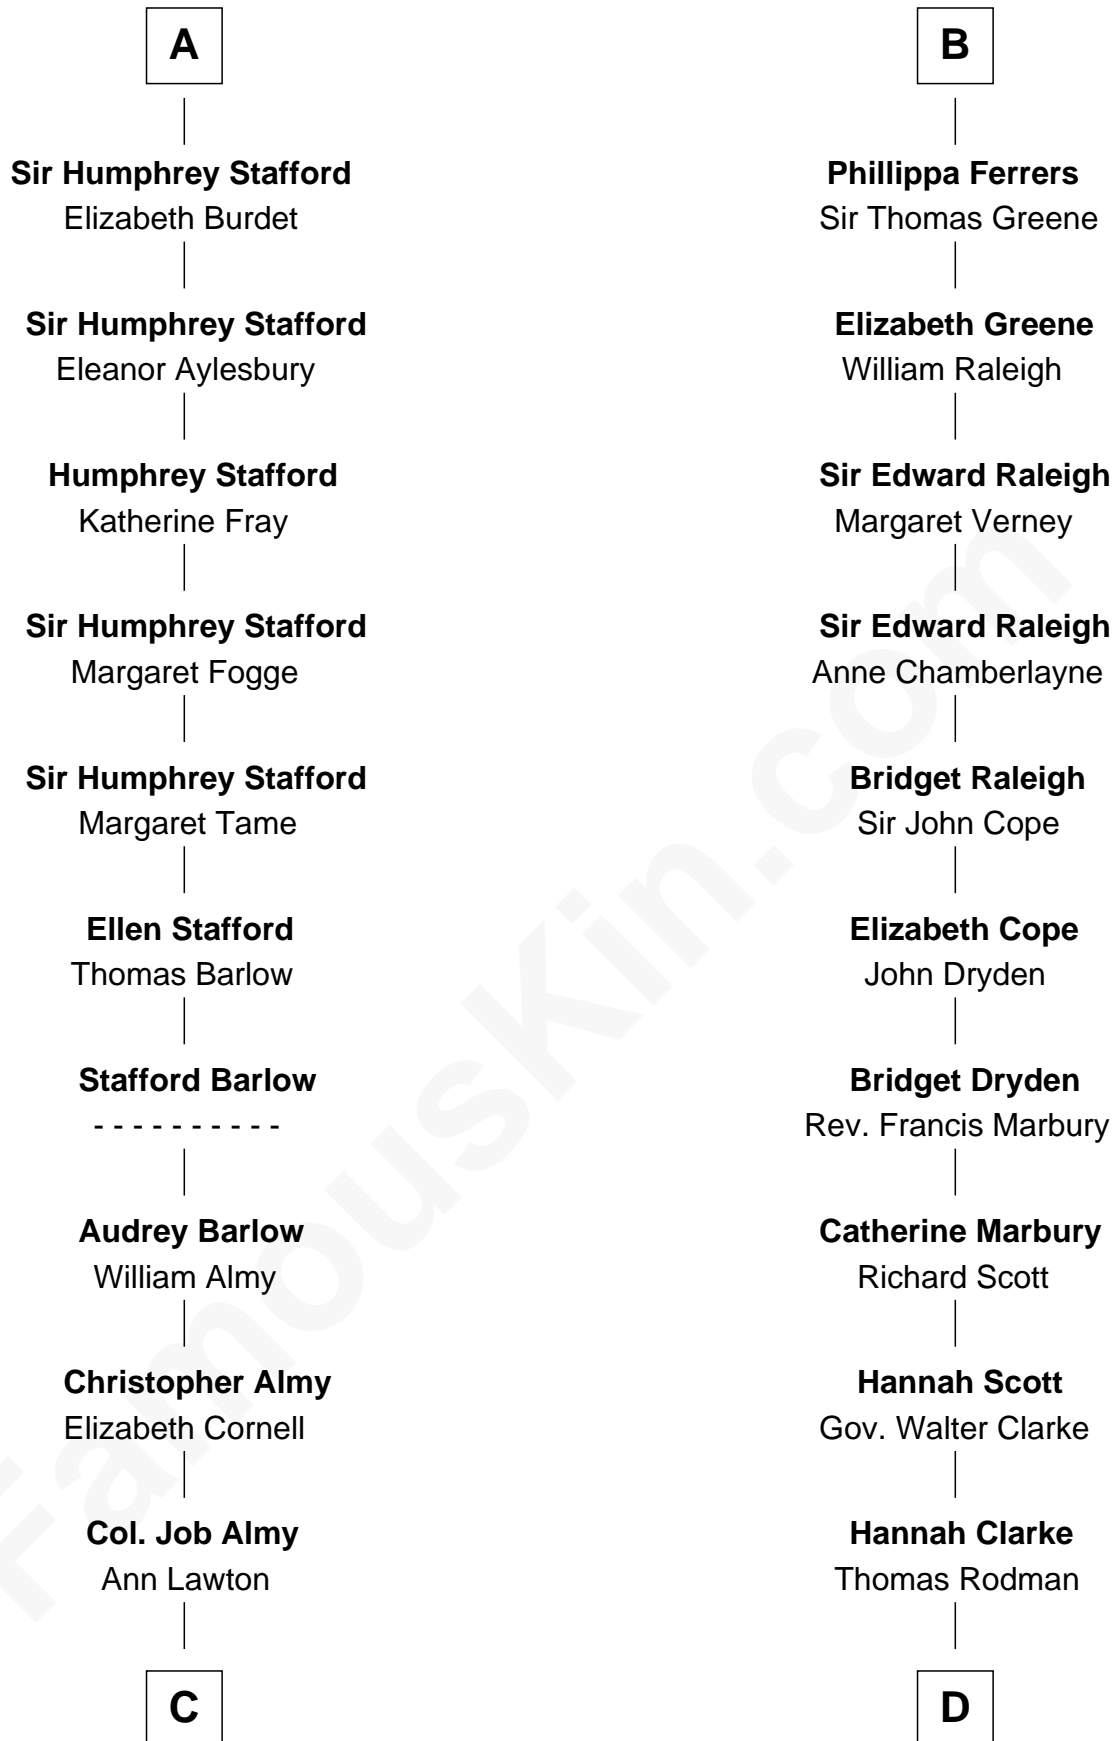 A
Sir Humphrey Stafford
Elizabeth Burdet
Sir Humphrey Stafford
Eleanor Aylesbury
Humphrey Stafford
Katherine Fray
Sir Humphrey Stafford
Margaret Fogge
Sir Humphrey Stafford
Margaret Tame
Ellen Stafford
Thomas Barlow
Stafford Barlow
- - - - - - - - - -
Audrey Barlow
William Almy
Christopher Almy
Elizabeth Cornell
Col. Job Almy
Ann Lawton
C
B
Phillippa Ferrers
Sir Thomas Greene
Elizabeth Greene
William Raleigh
Sir Edward Raleigh
Margaret Verney
Sir Edward Raleigh
Anne Chamberlayne
Bridget Raleigh
Sir John Cope
Elizabeth Cope
John Dryden
Bridget Dryden
Rev. Francis Marbury
Catherine Marbury
Richard Scott
Hannah Scott
Gov. Walter Clarke
Hannah Clarke
Thomas Rodman
D
FamousKin.com